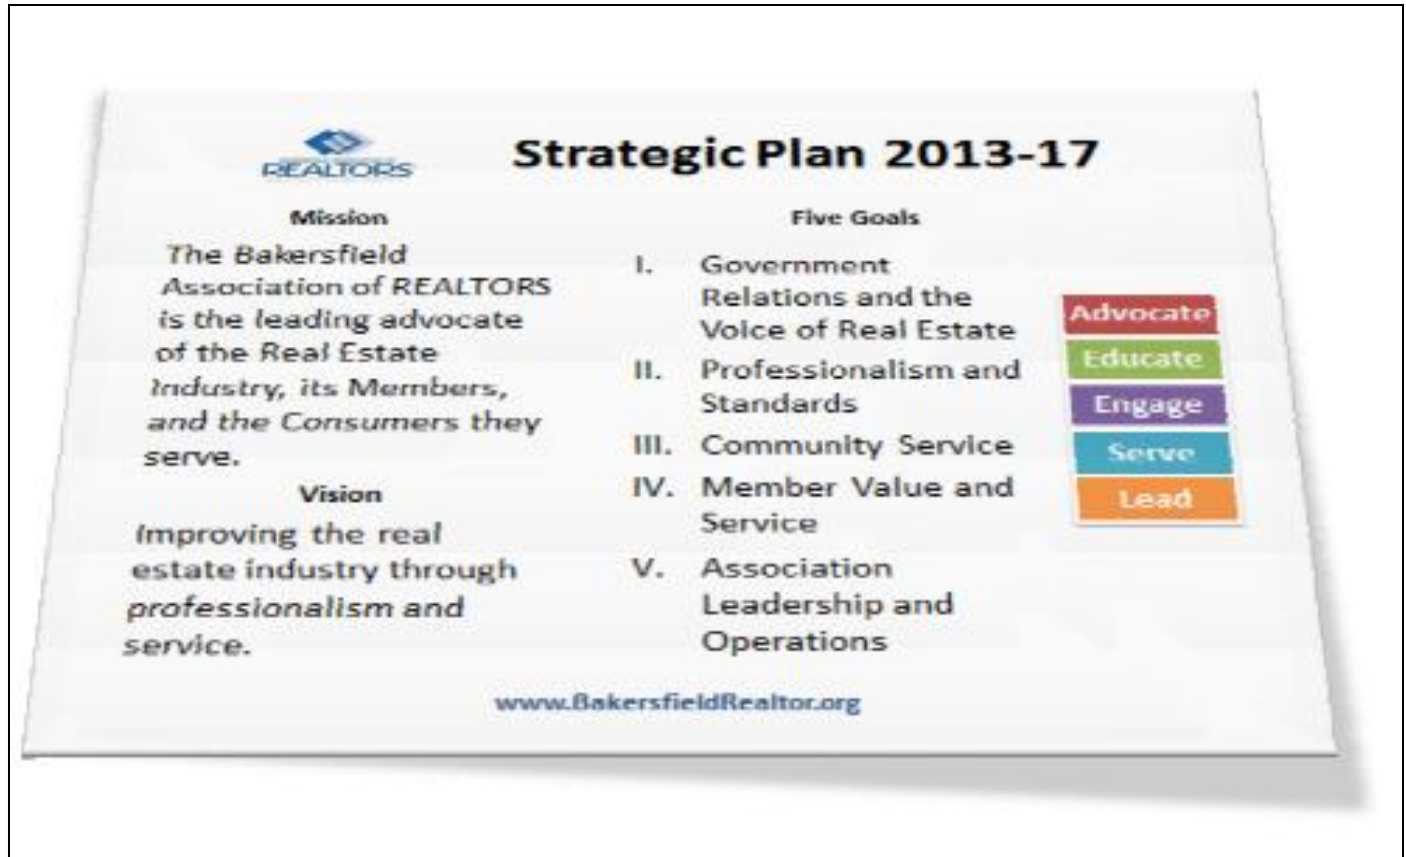 REALTORS
Strategic Plan 2013-17
Mission
The Bakersfield
Association of REALTORS
is the leading advocate
of the Real Estate
Industry, its Members,
and the Consumers they
serve.
Vision
Improving the real
estate industry through
professionalism and
service.
Five Goals
I. Government
Relations and the
Voice of Real Estate
II. Professionalism and
Standards
III. Community Service
IV. Member Value and
Service
V. Association
Leadership and
Operations
Advocate
Educate
Engage
Serve
Lead
www.BakersfieldRealtor.org